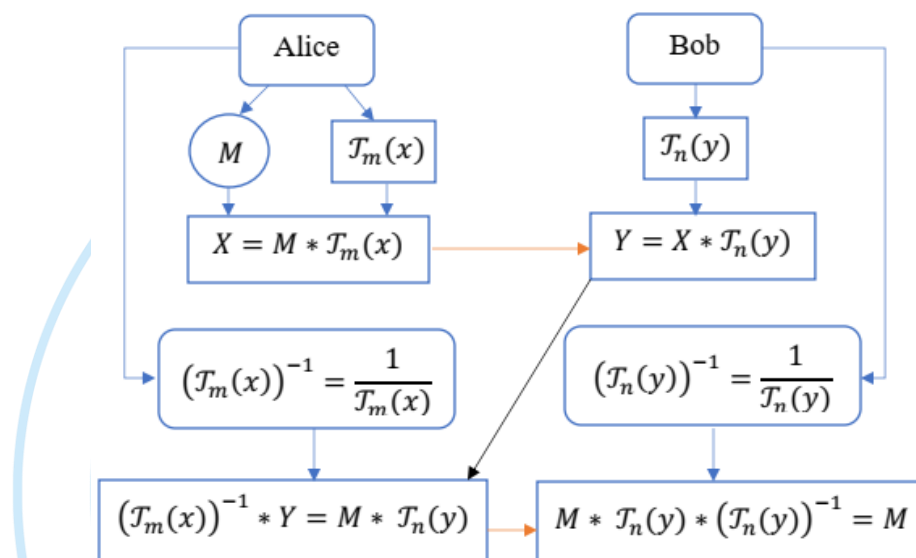 Alice
Bob
M
𝒯ₘ(x)
𝒯ₙ(y)
X = M * 𝒯ₘ(x)
Y = X * 𝒯ₙ(y)
(𝒯ₘ(x))⁻¹ = 1 / 𝒯ₘ(x)
(𝒯ₙ(y))⁻¹ = 1 / 𝒯ₙ(y)
(𝒯ₘ(x))⁻¹ * Y = M * 𝒯ₙ(y)
M * 𝒯ₙ(y) * (𝒯ₙ(y))⁻¹ = M